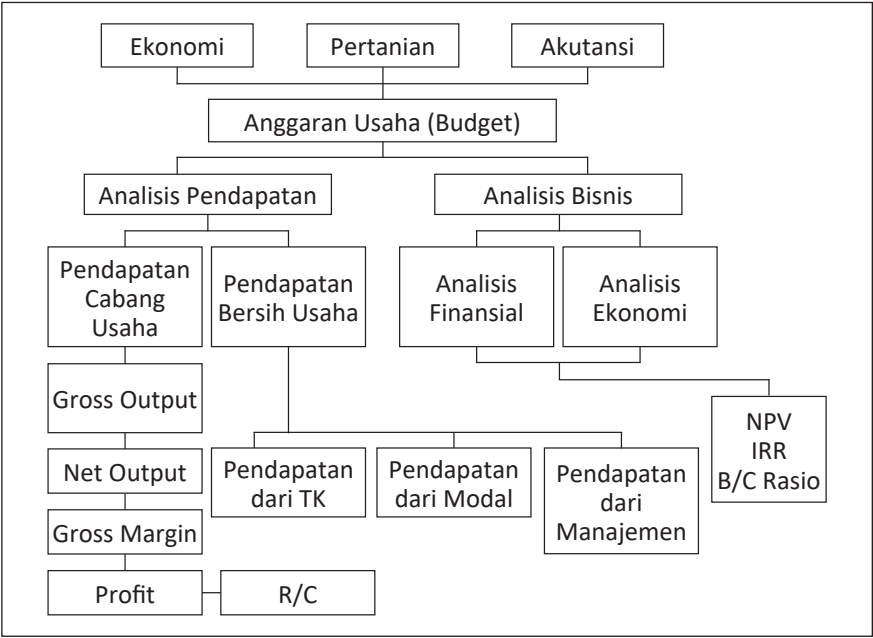 Ekonomi
Pertanian
Akutansi
Anggaran Usaha (Budget)
Analisis Pendapatan
Analisis Bisnis
Pendapatan
Cabang
Usaha
Pendapatan
Bersih Usaha
Analisis
Finansial
Analisis
Ekonomi
Gross Output
Net Output
Gross Margin
Profit
R/C
Pendapatan
dari TK
Pendapatan
dari Modal
Pendapatan
dari
Manajemen
NPV
IRR
B/C Rasio